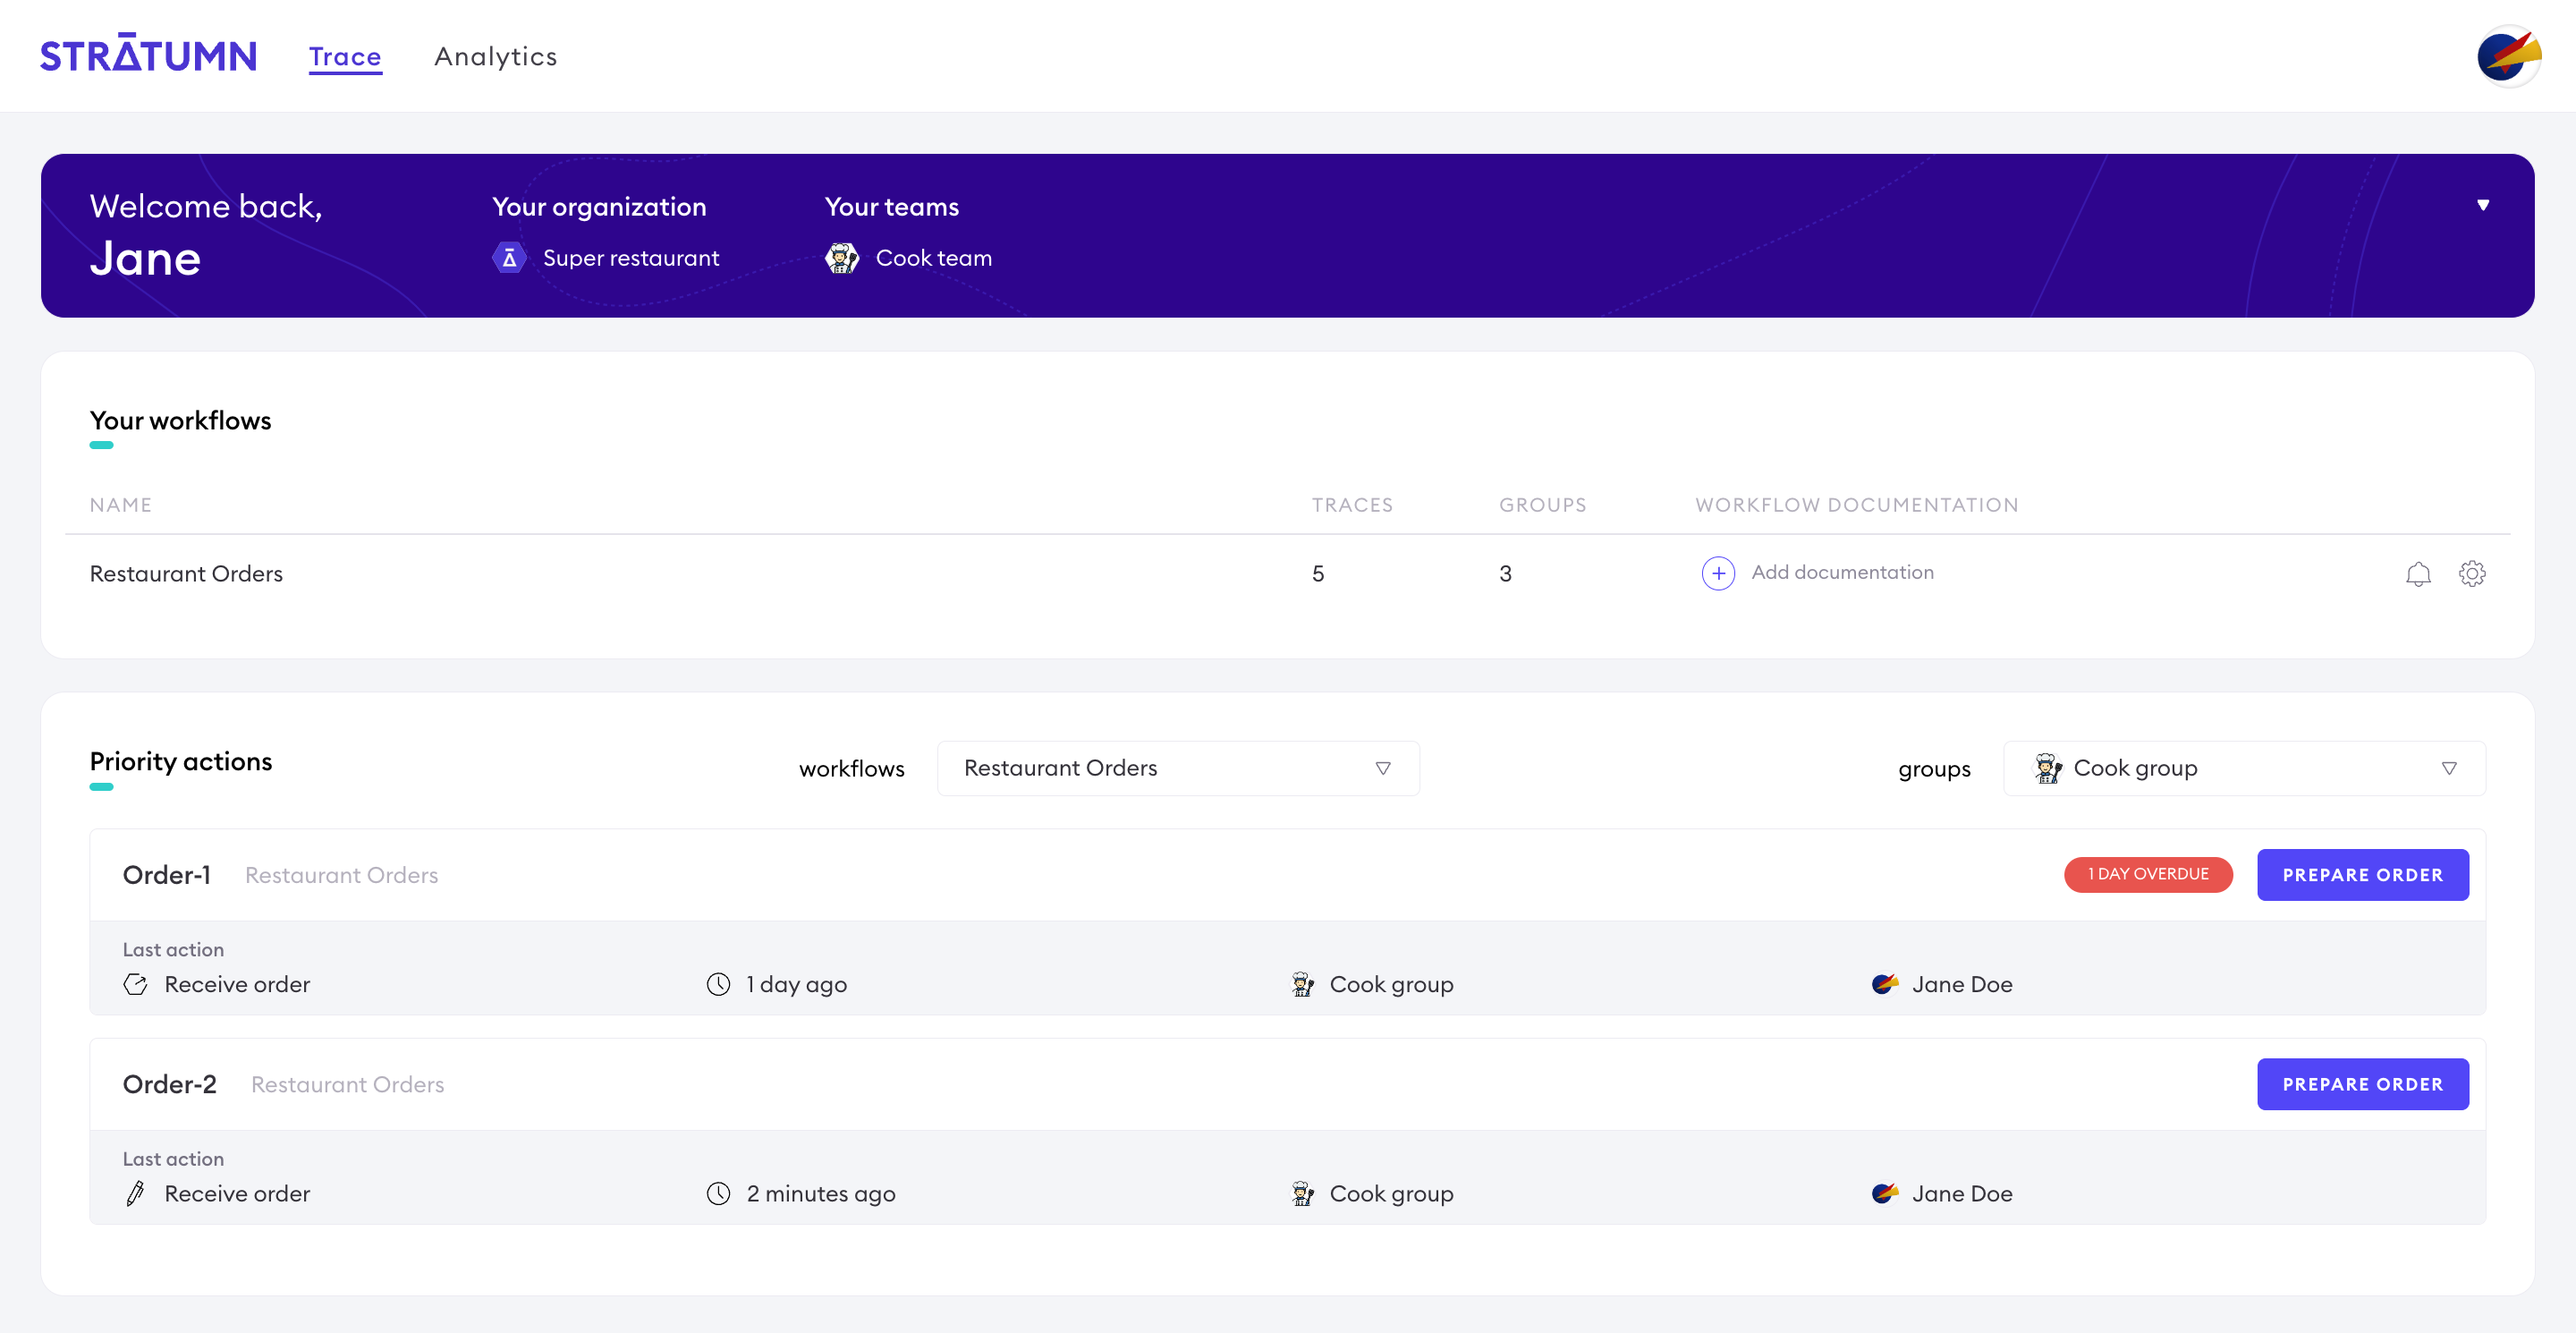 STRĀTUMN Trace Analytics
Welcome back,
Jane
Your organization
Super restaurant
Your teams
Cook team
Your workflows
NAME TRACES GROUPS WORKFLOW DOCUMENTATION
Restaurant Orders 5 3 + Add documentation
Priority actions workflows Restaurant Orders groups Cook group
Order-1 Restaurant Orders 1 DAY OVERDUE PREPARE ORDER
Last action
Receive order 1 day ago Cook group Jane Doe
Order-2 Restaurant Orders PREPARE ORDER
Last action
Receive order 2 minutes ago Cook group Jane Doe